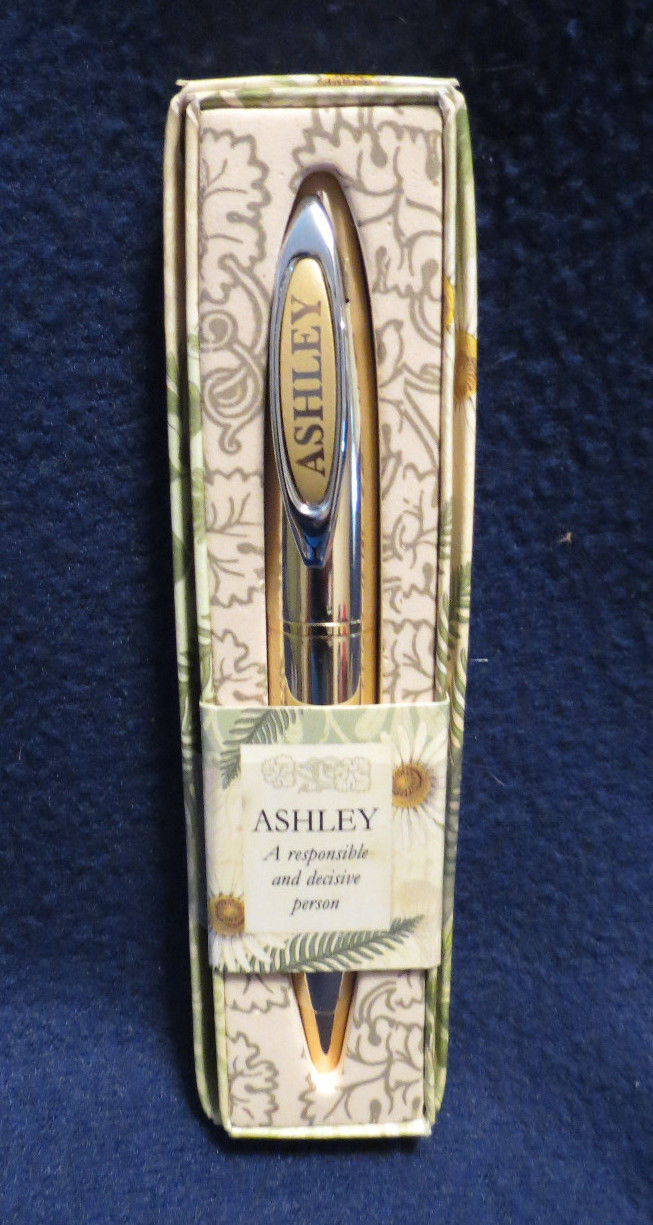 ASHLEY
ASHLEY
A responsible
and decisive
person